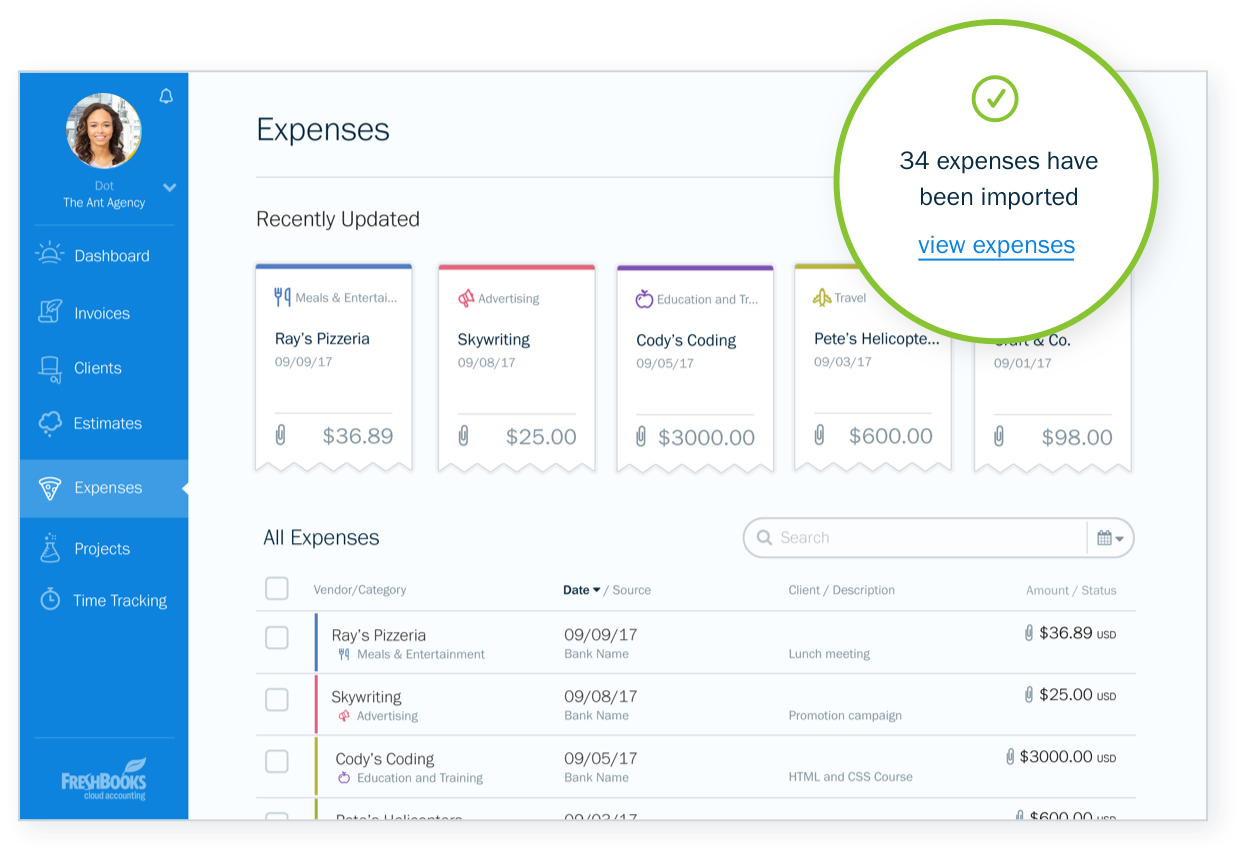 Dot
The Ant Agency
Dashboard
Invoices
Clients
Estimates
Expenses
Projects
Time Tracking
FRESHBOOKS
cloud accounting
Expenses
34 expenses have
been imported
view expenses
Recently Updated
Meals & Entertai...
Ray's Pizzeria
09/09/17
$36.89
Advertising
Skywriting
09/08/17
$25.00
Education and Tr...
Cody's Coding
09/05/17
$3000.00
Travel
Pete's Helicopte...
09/03/17
$600.00
& Co.
09/01/17
$98.00
All Expenses
Search
Vendor/Category Date / Source Client / Description Amount / Status
Ray's Pizzeria 09/09/17 $36.89 USD
Meals & Entertainment Bank Name Lunch meeting
Skywriting 09/08/17 $25.00 USD
Advertising Bank Name Promotion campaign
Cody's Coding 09/05/17 $3000.00 USD
Education and Training Bank Name HTML and CSS Course
Pete's Helicopters 09/03/17 $600.00 USD